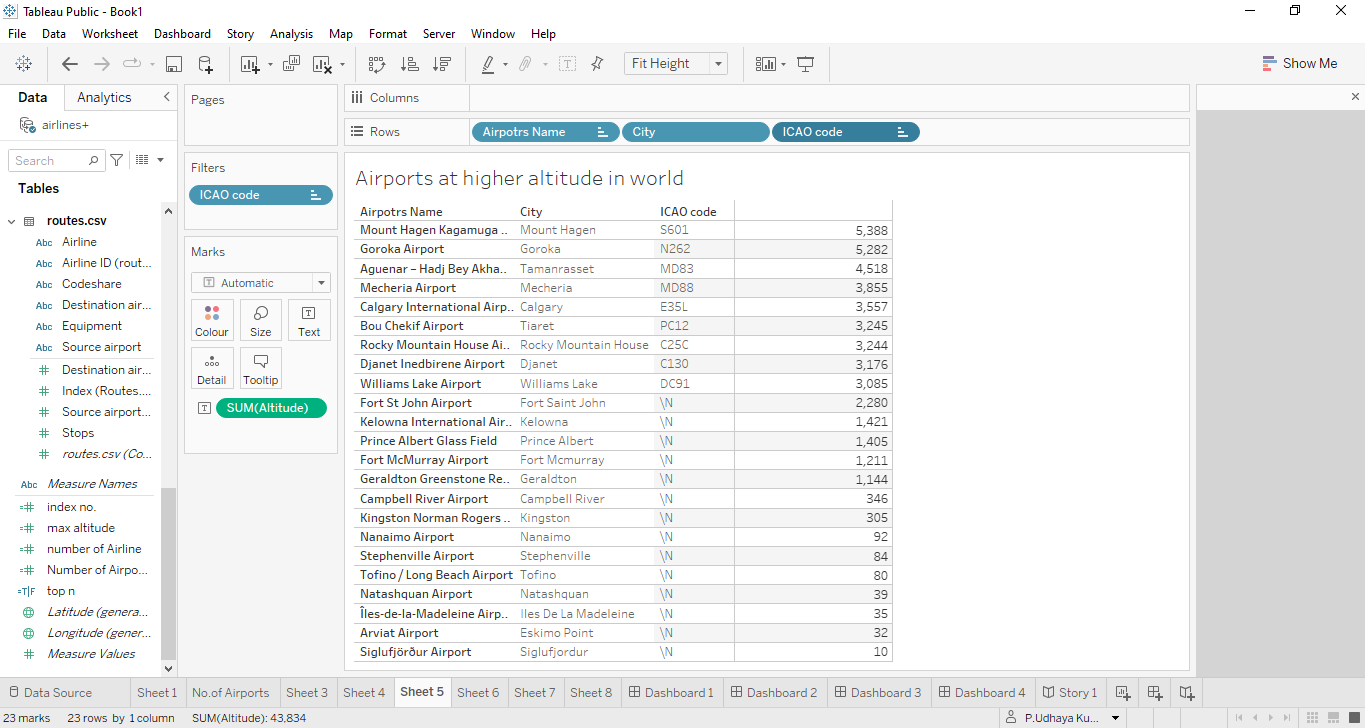 Tableau Public - Book1
File Data Worksheet Dashboard Story Analysis Map Format Server Window Help
Fit Height
Show Me
Data Analytics
airlines+
Search
Tables
routes.csv
Abc Airline
Abc Airline ID (rout...
Abc Codeshare
Abc Destination air...
Abc Equipment
Abc Source airport
Destination air...
Index (Routes....
Source airport...
Stops
routes.csv (Co...
Abc Measure Names
index no.
max altitude
number of Airline
Number of Airpo...
=T|F top n
Latitude (genera...
Longitude (gener...
Measure Values
Pages
Filters
ICAO code
Marks
Automatic
Colour Size Text
Detail Tooltip
SUM(Altitude)
Columns
Rows Airpotrs Name City ICAO code
Airports at higher altitude in world
Airpotrs Name City ICAO code
Mount Hagen Kagamuga .. Mount Hagen S601 5,388
Goroka Airport Goroka N262 5,282
Aguenar – Hadj Bey Akha.. Tamanrasset MD83 4,518
Mecheria Airport Mecheria MD88 3,855
Calgary International Airp.. Calgary E35L 3,557
Bou Chekif Airport Tiaret PC12 3,245
Rocky Mountain House Ai.. Rocky Mountain House C25C 3,244
Djanet Inedbirene Airport Djanet C130 3,176
Williams Lake Airport Williams Lake DC91 3,085
Fort St John Airport Fort Saint John \N 2,280
Kelowna International Air.. Kelowna \N 1,421
Prince Albert Glass Field Prince Albert \N 1,405
Fort McMurray Airport Fort Mcmurray \N 1,211
Geraldton Greenstone Re.. Geraldton \N 1,144
Campbell River Airport Campbell River \N 346
Kingston Norman Rogers .. Kingston \N 305
Nanaimo Airport Nanaimo \N 92
Stephenville Airport Stephenville \N 84
Tofino / Long Beach Airport Tofino \N 80
Natashquan Airport Natashquan \N 39
Îles-de-la-Madeleine Airp.. Iles De La Madeleine \N 35
Arviat Airport Eskimo Point \N 32
Siglufjörður Airport Siglufjordur \N 10
Data Source Sheet 1 No.of Airports Sheet 3 Sheet 4 Sheet 5 Sheet 6 Sheet 7 Sheet 8 Dashboard 1 Dashboard 2 Dashboard 3 Dashboard 4 Story 1
23 marks 23 rows by 1 column SUM(Altitude): 43,834 P.Udhaya Ku...